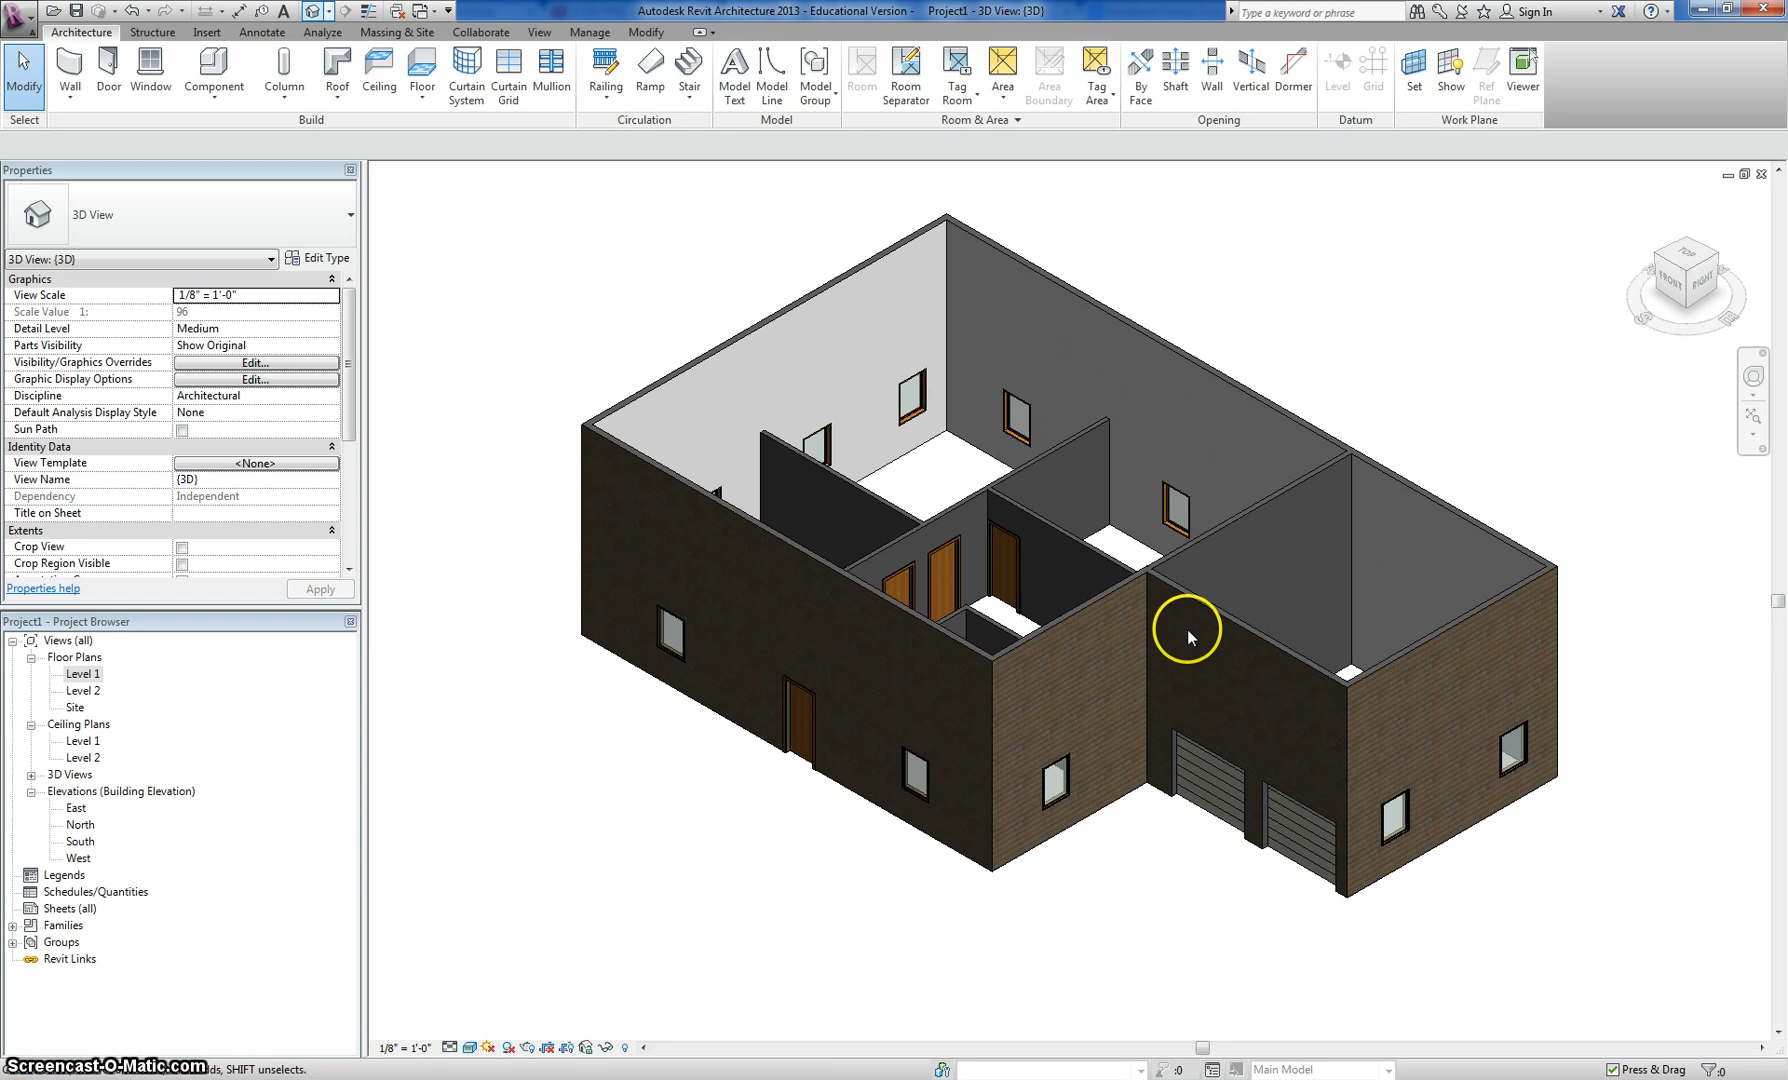 Autodesk Revit Architecture 2013 - Educational Version - Project1 - 3D View: {3D}
Type a keyword or phrase
Sign In
Architecture Structure Insert Annotate Analyze Massing & Site Collaborate View Manage Modify
Modify Wall Door Window Component Column Roof Ceiling Floor Curtain System Curtain Grid Mullion Railing Ramp Stair Model Text Model Line Model Group Room Room Separator Tag Room Area Area Boundary Tag Area By Face Shaft Wall Vertical Dormer Level Grid Set Show Ref Plane Viewer
Select Build Circulation Model Room & Area Opening Datum Work Plane
Properties
3D View
3D View: {3D} Edit Type
Graphics
View Scale 1/8" = 1'-0"
Scale Value 1: 96
Detail Level Medium
Parts Visibility Show Original
Visibility/Graphics Overrides Edit...
Graphic Display Options Edit...
Discipline Architectural
Default Analysis Display Style None
Sun Path
Identity Data
View Template <None>
View Name {3D}
Dependency Independent
Title on Sheet
Extents
Crop View
Crop Region Visible
Properties help Apply
Project1 - Project Browser
Views (all)
Floor Plans
Level 1
Level 2
Site
Ceiling Plans
Level 1
Level 2
3D Views
Elevations (Building Elevation)
East
North
South
West
Legends
Schedules/Quantities
Sheets (all)
Families
Groups
Revit Links
TOP
FRONT RIGHT
S E
1/8" = 1'-0"
Screencast-O-Matic.com
SHIFT unselects.
:0
Main Model
Press & Drag
:0